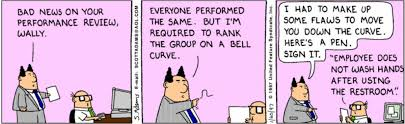 BAD NEWS ON YOUR
PERFORMANCE REVIEW,
WALLY.
EVERYONE PERFORMED
THE SAME. BUT I'M
REQUIRED TO RANK
THE GROUP ON A BELL
CURVE.
I HAD TO MAKE UP
SOME FLAWS TO MOVE
YOU DOWN THE CURVE.
HERE'S A PEN.
SIGN IT.
"EMPLOYEE DOES
NOT WASH HANDS
AFTER USING
THE RESTROOM."
S. Adams
E-mail: SCOTTADAMS@AOL.COM
© 1997 United Feature Syndicate, Inc.